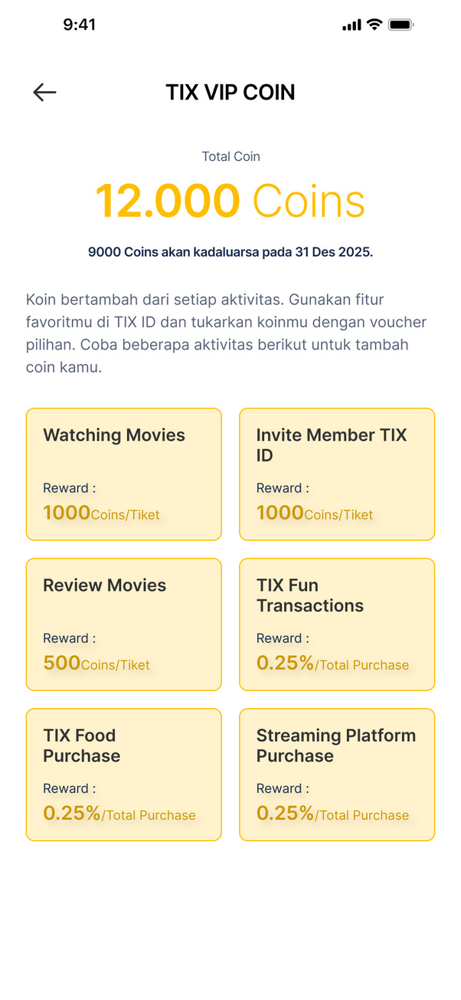 9:41
TIX VIP COIN
Total Coin
12.000 Coins
9000 Coins akan kadaluarsa pada 31 Des 2025.
Koin bertambah dari setiap aktivitas. Gunakan fitur
favoritmu di TIX ID dan tukarkan koinmu dengan voucher
pilihan. Coba beberapa aktivitas berikut untuk tambah
coin kamu.
Watching Movies
Reward :
1000Coins/Tiket
Invite Member TIX
ID
Reward :
1000Coins/Tiket
Review Movies
Reward :
500Coins/Tiket
TIX Fun
Transactions
Reward :
0.25%/Total Purchase
TIX Food
Purchase
Reward :
0.25%/Total Purchase
Streaming Platform
Purchase
Reward :
0.25%/Total Purchase